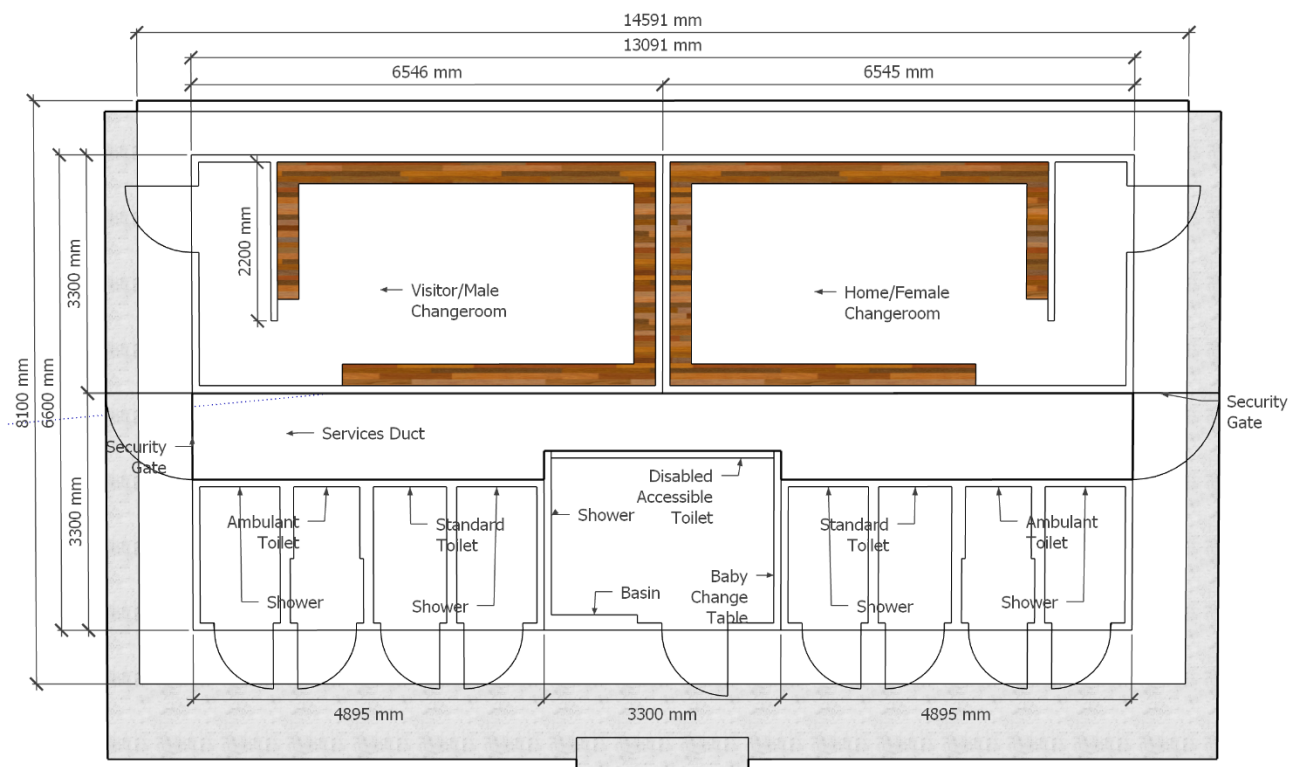 14591 mm
13091 mm
6546 mm
6545 mm
2200 mm
3300 mm
8100 mm
6600 mm
3300 mm
Visitor/Male
Changeroom
Home/Female
Changeroom
Security
Gate
Services Duct
Security
Gate
Disabled
Accessible
Toilet
Ambulant
Toilet
Standard
Toilet
Shower
Standard
Toilet
Ambulant
Toilet
Shower
Shower
Basin
Baby
Change
Table
Shower
Shower
4895 mm
3300 mm
4895 mm